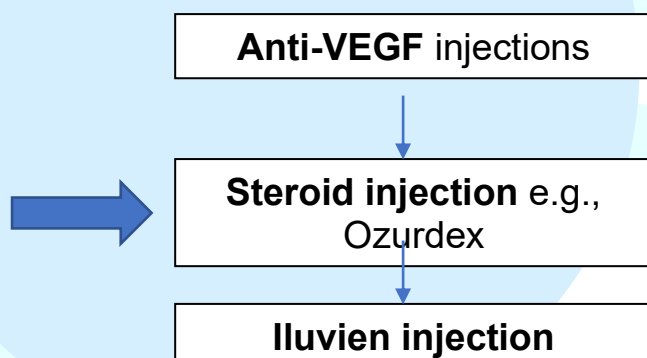 Anti-VEGF injections
Steroid injection e.g.,
Ozurdex
Iluvien injection